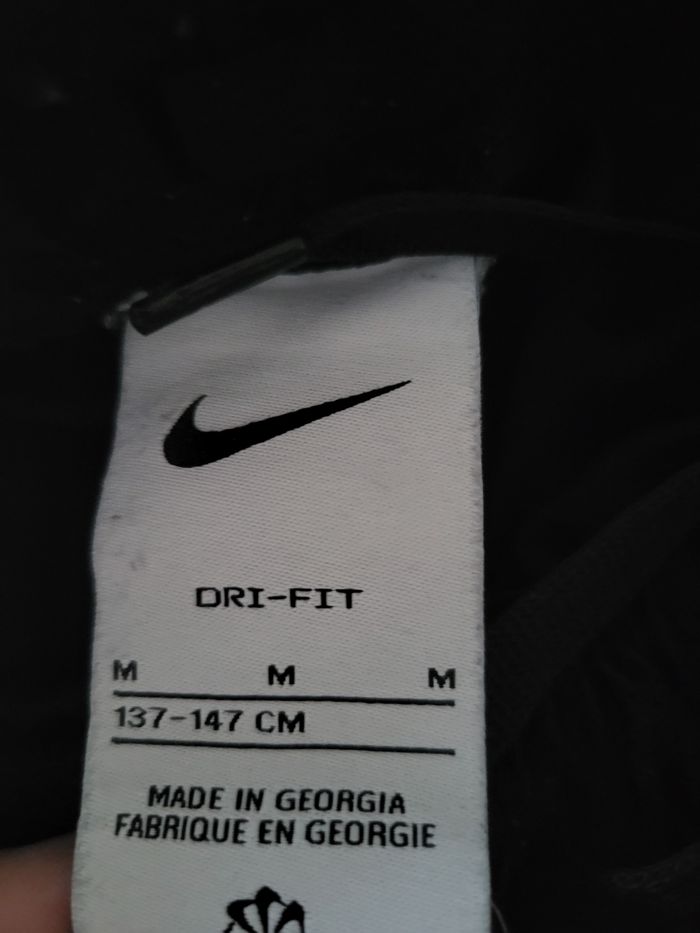 DRI-FIT
M M M
137-147 CM
MADE IN GEORGIA
FABRIQUE EN GEORGIE